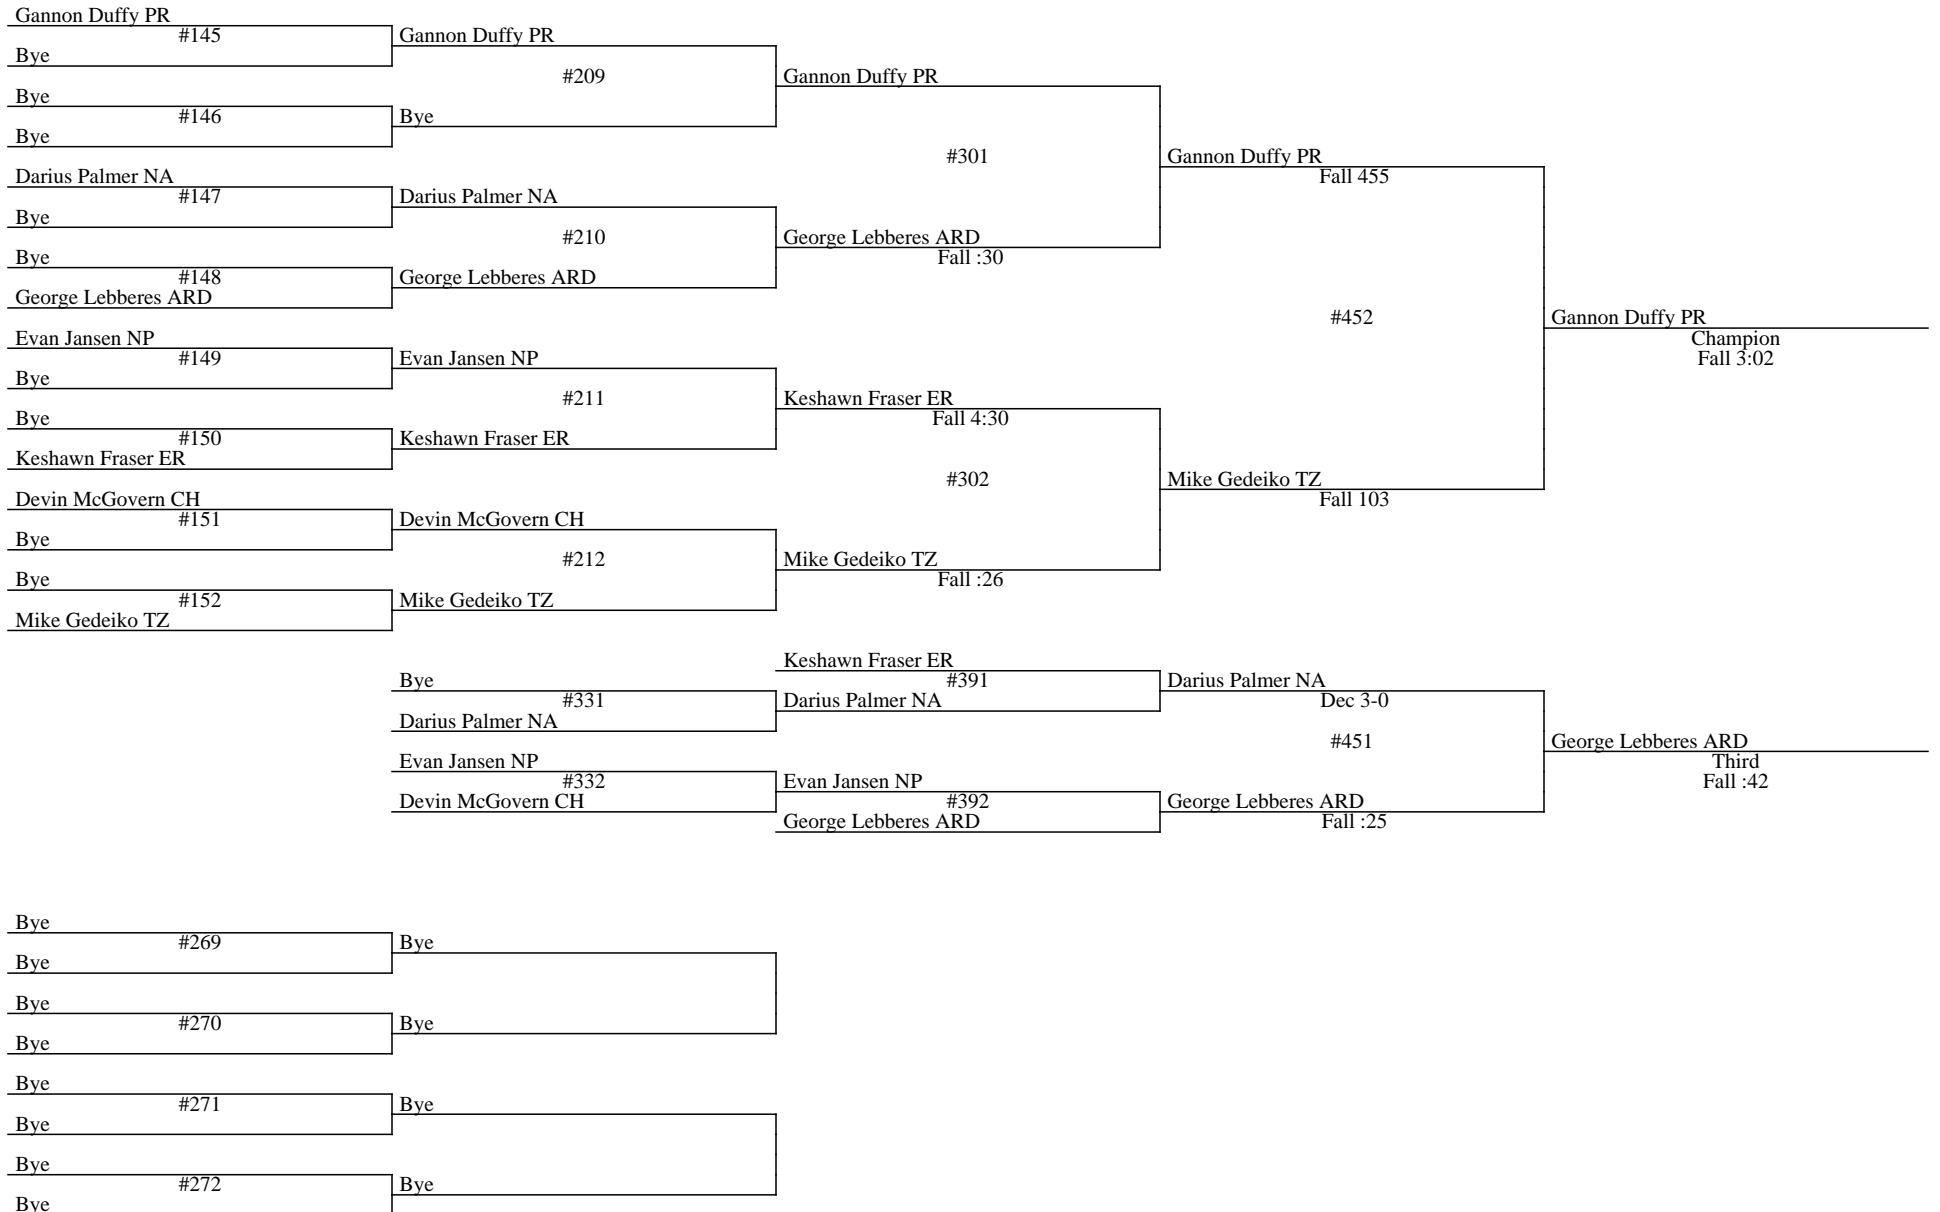 Gannon Duffy PR
#145
Bye
Gannon Duffy PR
#209
Bye
#146
Bye
Bye
Gannon Duffy PR
#301
Darius Palmer NA
#147
Bye
Darius Palmer NA
#210
Bye
#148
George Lebberes ARD
George Lebberes ARD
George Lebberes ARD
Fall :30
Gannon Duffy PR
Fall 455
#452
Evan Jansen NP
#149
Bye
Evan Jansen NP
#211
Bye
#150
Keshawn Fraser ER
Keshawn Fraser ER
Keshawn Fraser ER
Fall 4:30
#302
Devin McGovern CH
#151
Bye
Devin McGovern CH
#212
Bye
#152
Mike Gedeiko TZ
Mike Gedeiko TZ
Mike Gedeiko TZ
Fall :26
Mike Gedeiko TZ
Fall 103
Gannon Duffy PR
Champion
Fall 3:02
Keshawn Fraser ER
#391
Bye
#331
Darius Palmer NA
Darius Palmer NA
Darius Palmer NA
Dec 3-0
#451
Evan Jansen NP
#332
Devin McGovern CH
Evan Jansen NP
#392
George Lebberes ARD
George Lebberes ARD
Fall :25
George Lebberes ARD
Third
Fall :42
Bye
#269
Bye
Bye
Bye
#270
Bye
Bye
Bye
#271
Bye
Bye
Bye
#272
Bye
Bye